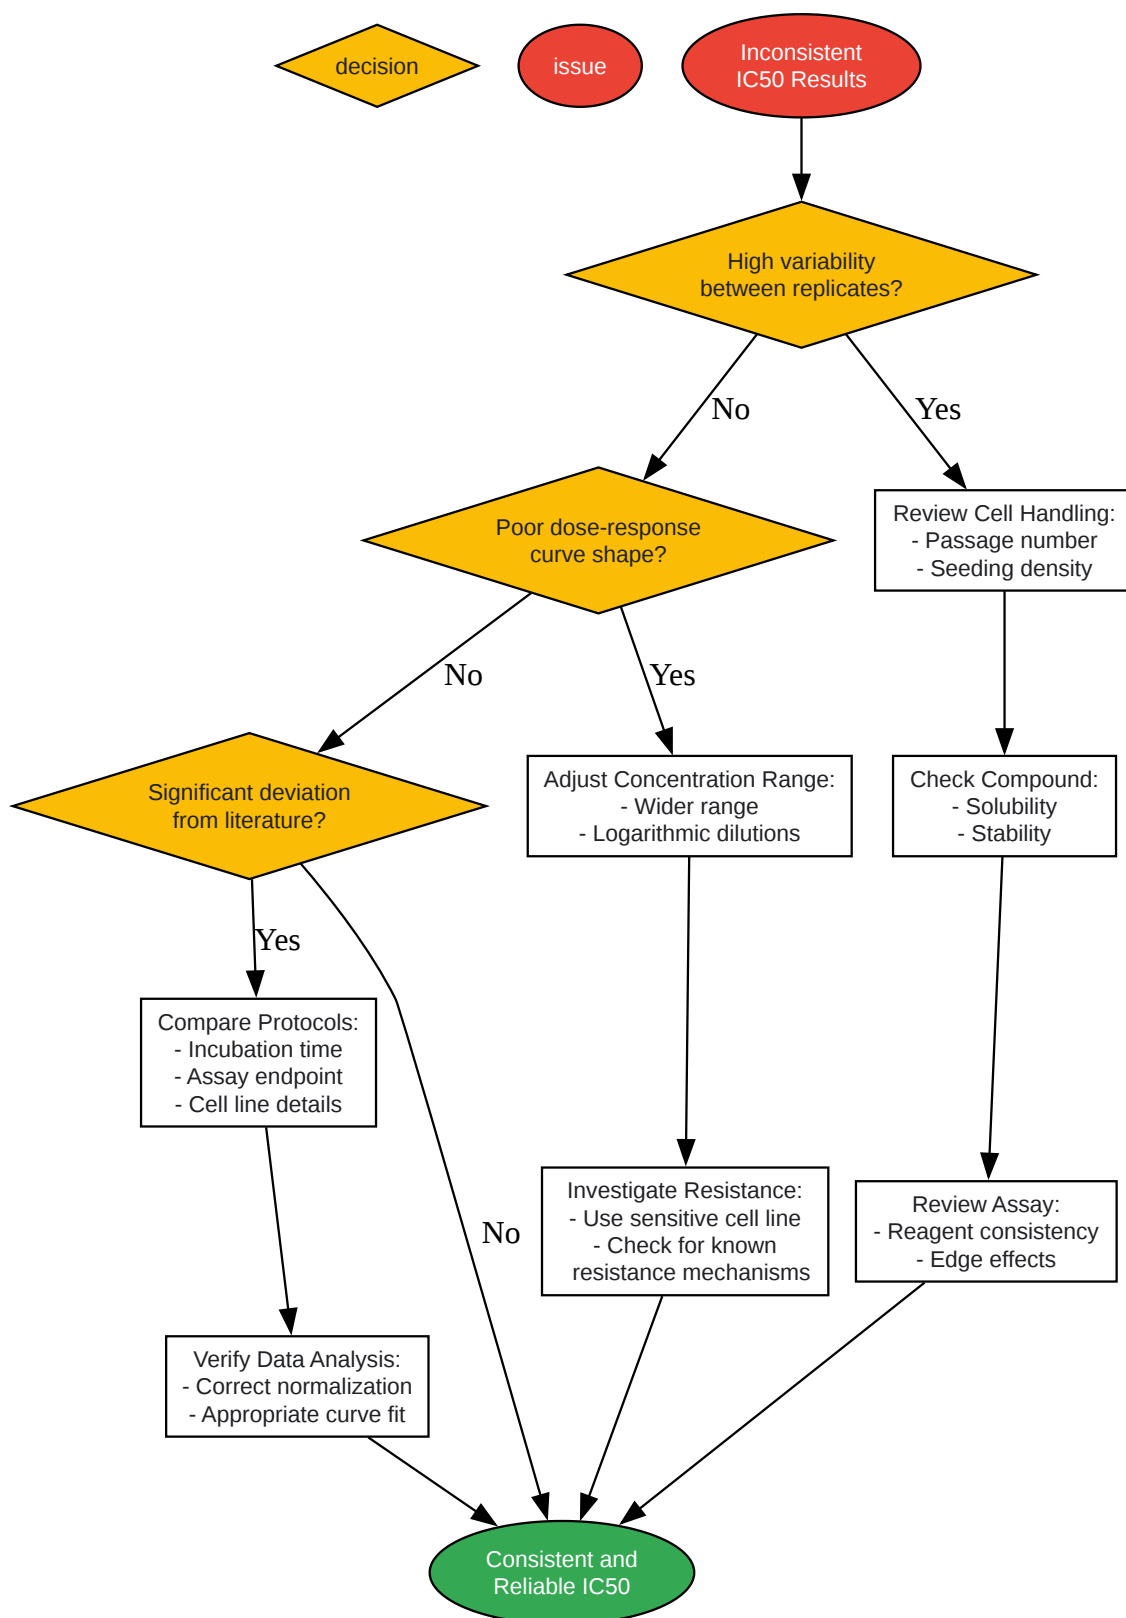 decision
issue
Inconsistent
IC50 Results
High variability
between replicates?
No
Yes
Poor dose-response
curve shape?
Review Cell Handling:
- Passage number
- Seeding density
No
Yes
Significant deviation
from literature?
Adjust Concentration Range:
- Wider range
- Logarithmic dilutions
Check Compound:
- Solubility
- Stability
Yes
Compare Protocols:
- Incubation time
- Assay endpoint
- Cell line details
No
Investigate Resistance:
- Use sensitive cell line
- Check for known
resistance mechanisms
Review Assay:
- Reagent consistency
- Edge effects
Verify Data Analysis:
- Correct normalization
- Appropriate curve fit
Consistent and
Reliable IC50